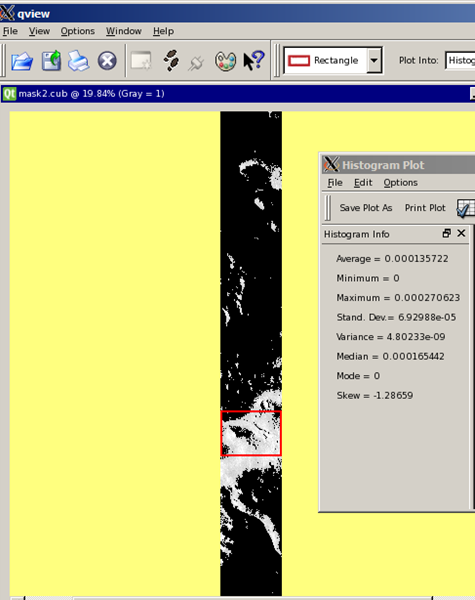 qview
File View Options Window Help
Rectangle Plot Into:
mask2.cub @ 19.84% (Gray = 1)
Histogram Plot
File Edit Options
Save Plot As Print Plot
Histogram Info
Average = 0.000135722
Minimum = 0
Maximum = 0.000270623
Stand. Dev.= 6.92988e-05
Variance = 4.80233e-09
Median = 0.000165442
Mode = 0
Skew = -1.28659